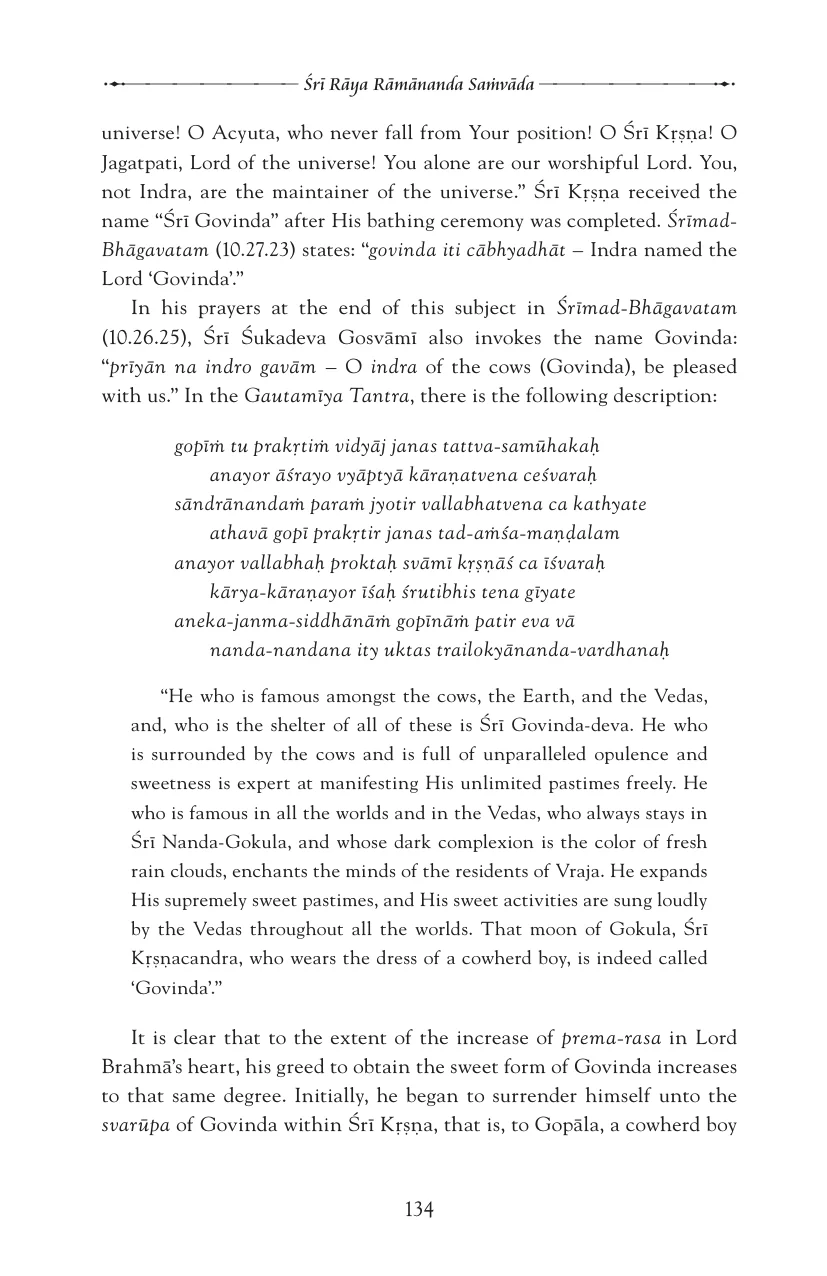 Śrī Rāya Rāmānanda Saṁvāda
universe! O Acyuta, who never fall from Your position! O Śrī Kṛṣṇa! O
Jagatpati, Lord of the universe! You alone are our worshipful Lord. You,
not Indra, are the maintainer of the universe.” Śrī Kṛṣṇa received the
name “Śrī Govinda” after His bathing ceremony was completed. Śrīmad-
Bhāgavatam (10.27.23) states: “govinda iti cābhyadhāt – Indra named the
Lord ‘Govinda’.”
In his prayers at the end of this subject in Śrīmad-Bhāgavatam
(10.26.25), Śrī Śukadeva Gosvāmī also invokes the name Govinda:
“prīyān na indro gavām – O indra of the cows (Govinda), be pleased
with us.” In the Gautamīya Tantra, there is the following description:
gopīṁ tu prakṛtiṁ vidyāj janas tattva-samūhakaḥ
anayor āśrayo vyāptyā kāraṇatvena ceśvaraḥ
sāndrānandaṁ paraṁ jyotir vallabhatvena ca kathyate
athavā gopī prakṛtir janas tad-aṁśa-maṇḍalam
anayor vallabhaḥ proktaḥ svāmī kṛṣṇāś ca īśvaraḥ
kārya-kāraṇayor īśaḥ śrutibhis tena gīyate
aneka-janma-siddhānāṁ gopīnāṁ patir eva vā
nanda-nandana ity uktas trailokyānanda-vardhanaḥ
“He who is famous amongst the cows, the Earth, and the Vedas,
and, who is the shelter of all of these is Śrī Govinda-deva. He who
is surrounded by the cows and is full of unparalleled opulence and
sweetness is expert at manifesting His unlimited pastimes freely. He
who is famous in all the worlds and in the Vedas, who always stays in
Śrī Nanda-Gokula, and whose dark complexion is the color of fresh
rain clouds, enchants the minds of the residents of Vraja. He expands
His supremely sweet pastimes, and His sweet activities are sung loudly
by the Vedas throughout all the worlds. That moon of Gokula, Śrī
Kṛṣṇacandra, who wears the dress of a cowherd boy, is indeed called
‘Govinda’.”
It is clear that to the extent of the increase of prema-rasa in Lord
Brahmā’s heart, his greed to obtain the sweet form of Govinda increases
to that same degree. Initially, he began to surrender himself unto the
svarūpa of Govinda within Śrī Kṛṣṇa, that is, to Gopāla, a cowherd boy
134